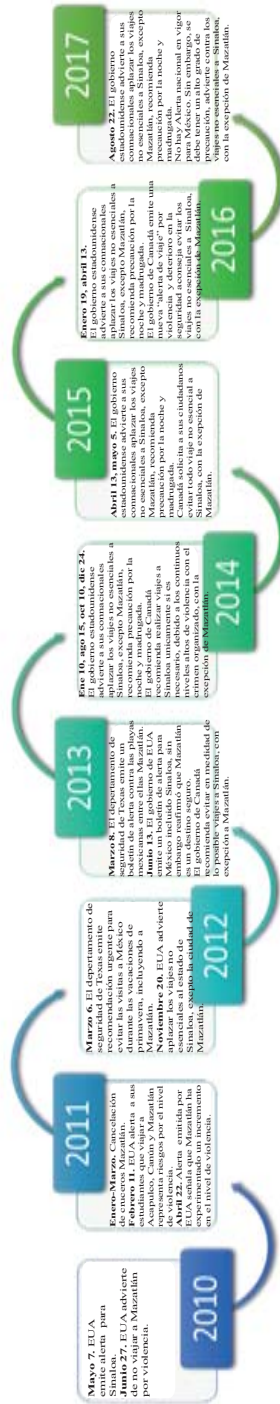 2010
Mayo 7. EUA
emite alerta para
Sinaloa.
Junio 27. EUA advierte
de no viajar a Mazatlán
por violencia.
2011
Enero-Marzo. Cancelación
de cruceros Mazatlán.
Febrero 11. EUA alerta a sus
estudiantes que viajar a
Acapulco, Canún y Mazatlán
representa riesgos por el nivel
de violencia.
Abril 22. Alerta emitida por
EUA señala que Mazatlán ha
experimentado un incremento
en el nivel de violencia.
2012
Marzo 6. El departamento de
seguridad de Texas emite
recomendación urgente para
evitar las visitas a México
durante las vacaciones de
primavera, incluyendo a
Mazatlán.
Noviembre 20. EUA advierte
aplazar los viajes no
esenciales al estado de
Sinaloa, exepto la ciudad de
Mazatlán.
2013
Marzo 8. El depertamento de
seguridad de Texas emite un
boletín de alerta contra las playas
mexicanas entre ellas Mazatlán.
Junio 13. El gobierno de EUA
emite un boletín de alerta para
México incluido Sinaloa, sin
embargo reafirmó que Mazatlán
es un destino seguro.
El gobierno de Canadá
recomienda evitar en medidad de
lo posible viajes a Sinaloa, con
exepción a Mazatlán.
2014
Ene 10, ago 15, oct 10, dic 24.
El gobierno estadounidense
advierte a sus connacionales
aplazar los viajes no esenciales a
Sinaloa, excepto Mazatlán,
recomienda precaución por la
noche y madrugada.
El gobierno de Canadá
recomienda realizar viajes a
Sinaloa unicamente si es
necesario, debido a los continuos
niveles altos de violencia con el
crimen organizado, con la
exepción de Mazatlán.
2015
Abril 13, mayo 5. El gobierno
estadounidense advierte a sus
connacionales aplazar los viajes
no esenciales a Sinaloa, excepto
Mazatlán, recomienda
precaución por la noche y
madrugada.
Canadá solicita a sus ciudadanos
evitar todo viaje no esencial a
Sinaloa, con la exepción de
Mazatlán.
2016
Enero 19, abril 13.
El gobierno estadounidense
advierte a sus connacionales
aplazar los viajes no esenciales a
Sinaloa, excepto Mazatlán,
recomienda precaución por la
noche y madrugada.
El gobierno de Canadá emite una
nueva "alerta de viaje" por
violencia y deterioro en la
seguridad aconseja evitar los
viajes no esenciales a Sinaloa,
con la exepción de Mazatlán.
2017
Agosto 22. El gobierno
estadounidense advierte a sus
connacionales aplazar los viajes
no esenciales a Sinaloa, excepto
Mazatlán, recomienda
precaución por la noche y
madrugada.
No hay Alerta nacional en vigor
para México. Sin embargo, se
debe tener un alto grado de
precaución, advierte contra los
viajes no esenciales a Sinaloa,
con la exepción de Mazatlán.